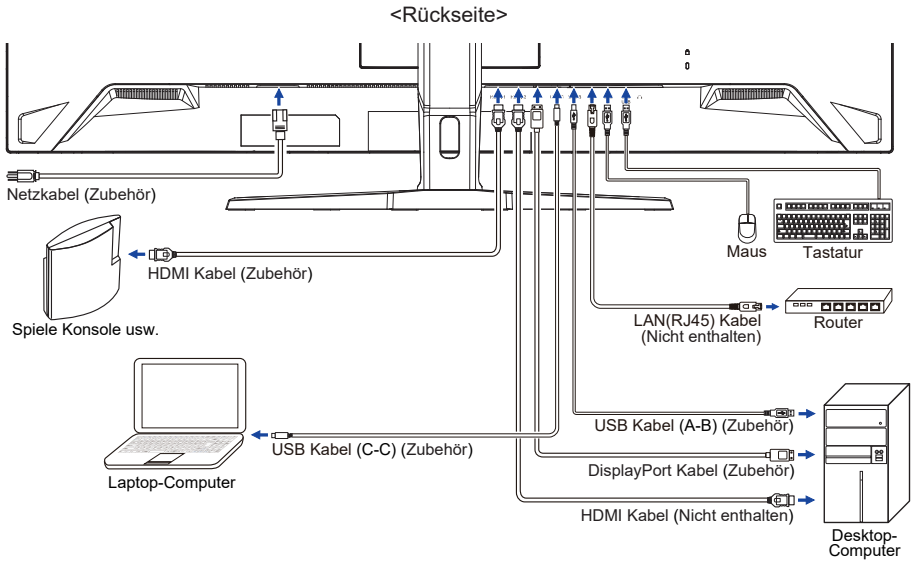 <Rückseite>
Netzkabel (Zubehör)
Maus
Tastatur
HDMI Kabel (Zubehör)
Spiele Konsole usw.
LAN(RJ45) Kabel
(Nicht enthalten)
Router
USB Kabel (A-B) (Zubehör)
USB Kabel (C-C) (Zubehör)
DisplayPort Kabel (Zubehör)
Laptop-Computer
HDMI Kabel (Nicht enthalten)
Desktop-
Computer